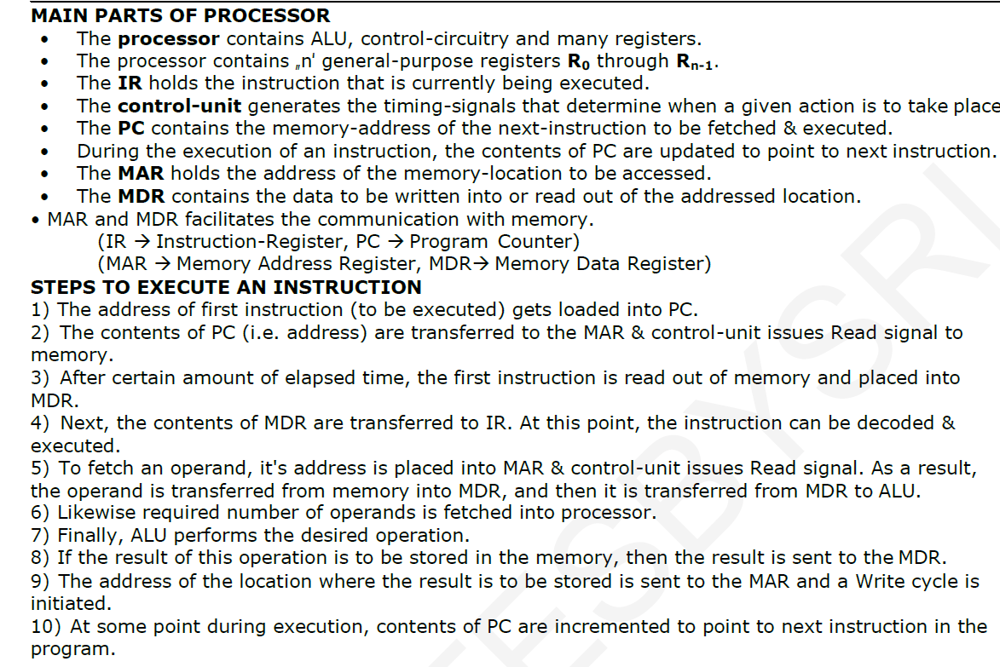 MAIN PARTS OF PROCESSOR
• The processor contains ALU, control-circuitry and many registers.
• The processor contains „n‟ general-purpose registers R0 through Rn-1.
• The IR holds the instruction that is currently being executed.
• The control-unit generates the timing-signals that determine when a given action is to take place
• The PC contains the memory-address of the next-instruction to be fetched & executed.
• During the execution of an instruction, the contents of PC are updated to point to next instruction.
• The MAR holds the address of the memory-location to be accessed.
• The MDR contains the data to be written into or read out of the addressed location.
• MAR and MDR facilitates the communication with memory.
(IR → Instruction-Register, PC → Program Counter)
(MAR → Memory Address Register, MDR→ Memory Data Register)
STEPS TO EXECUTE AN INSTRUCTION
1) The address of first instruction (to be executed) gets loaded into PC.
2) The contents of PC (i.e. address) are transferred to the MAR & control-unit issues Read signal to
memory.
3) After certain amount of elapsed time, the first instruction is read out of memory and placed into
MDR.
4) Next, the contents of MDR are transferred to IR. At this point, the instruction can be decoded &
executed.
5) To fetch an operand, it's address is placed into MAR & control-unit issues Read signal. As a result,
the operand is transferred from memory into MDR, and then it is transferred from MDR to ALU.
6) Likewise required number of operands is fetched into processor.
7) Finally, ALU performs the desired operation.
8) If the result of this operation is to be stored in the memory, then the result is sent to the MDR.
9) The address of the location where the result is to be stored is sent to the MAR and a Write cycle is
initiated.
10) At some point during execution, contents of PC are incremented to point to next instruction in the
program.
TESBYSRI